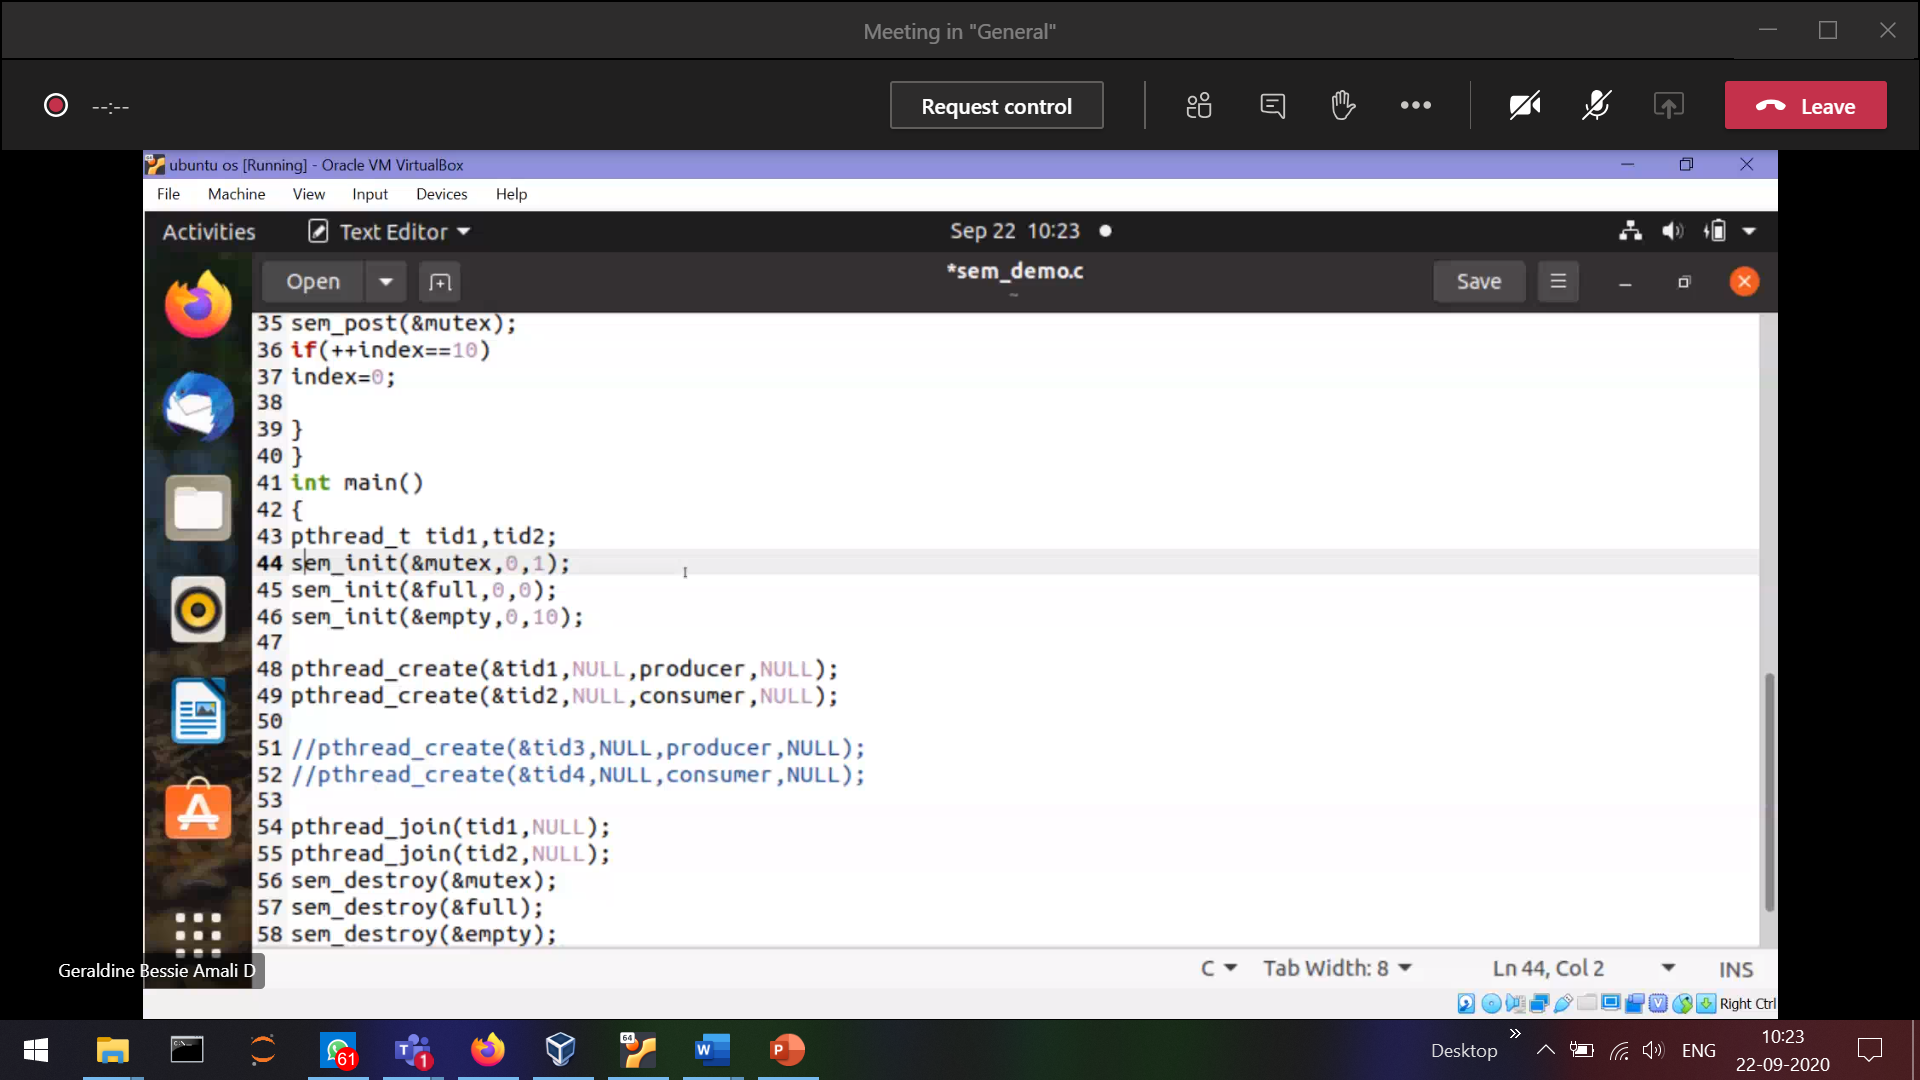 Meeting in "General"
--:--
Request control
Leave
ubuntu os [Running] - Oracle VM VirtualBox
File Machine View Input Devices Help
Activities Text Editor Sep 22 10:23
Open *sem_demo.c Save
~
35 sem_post(&mutex);
36 if(++index==10)
37 index=0;
38
39 }
40 }
41 int main()
42 {
43 pthread_t tid1,tid2;
44 sem_init(&mutex,0,1);
45 sem_init(&full,0,0);
46 sem_init(&empty,0,10);
47
48 pthread_create(&tid1,NULL,producer,NULL);
49 pthread_create(&tid2,NULL,consumer,NULL);
50
51 //pthread_create(&tid3,NULL,producer,NULL);
52 //pthread_create(&tid4,NULL,consumer,NULL);
53
54 pthread_join(tid1,NULL);
55 pthread_join(tid2,NULL);
56 sem_destroy(&mutex);
57 sem_destroy(&full);
58 sem_destroy(&empty);
Geraldine Bessie Amali D
C Tab Width: 8 Ln 44, Col 2 INS
Right Ctrl
61 1 64 W P
Desktop ENG 10:23
22-09-2020